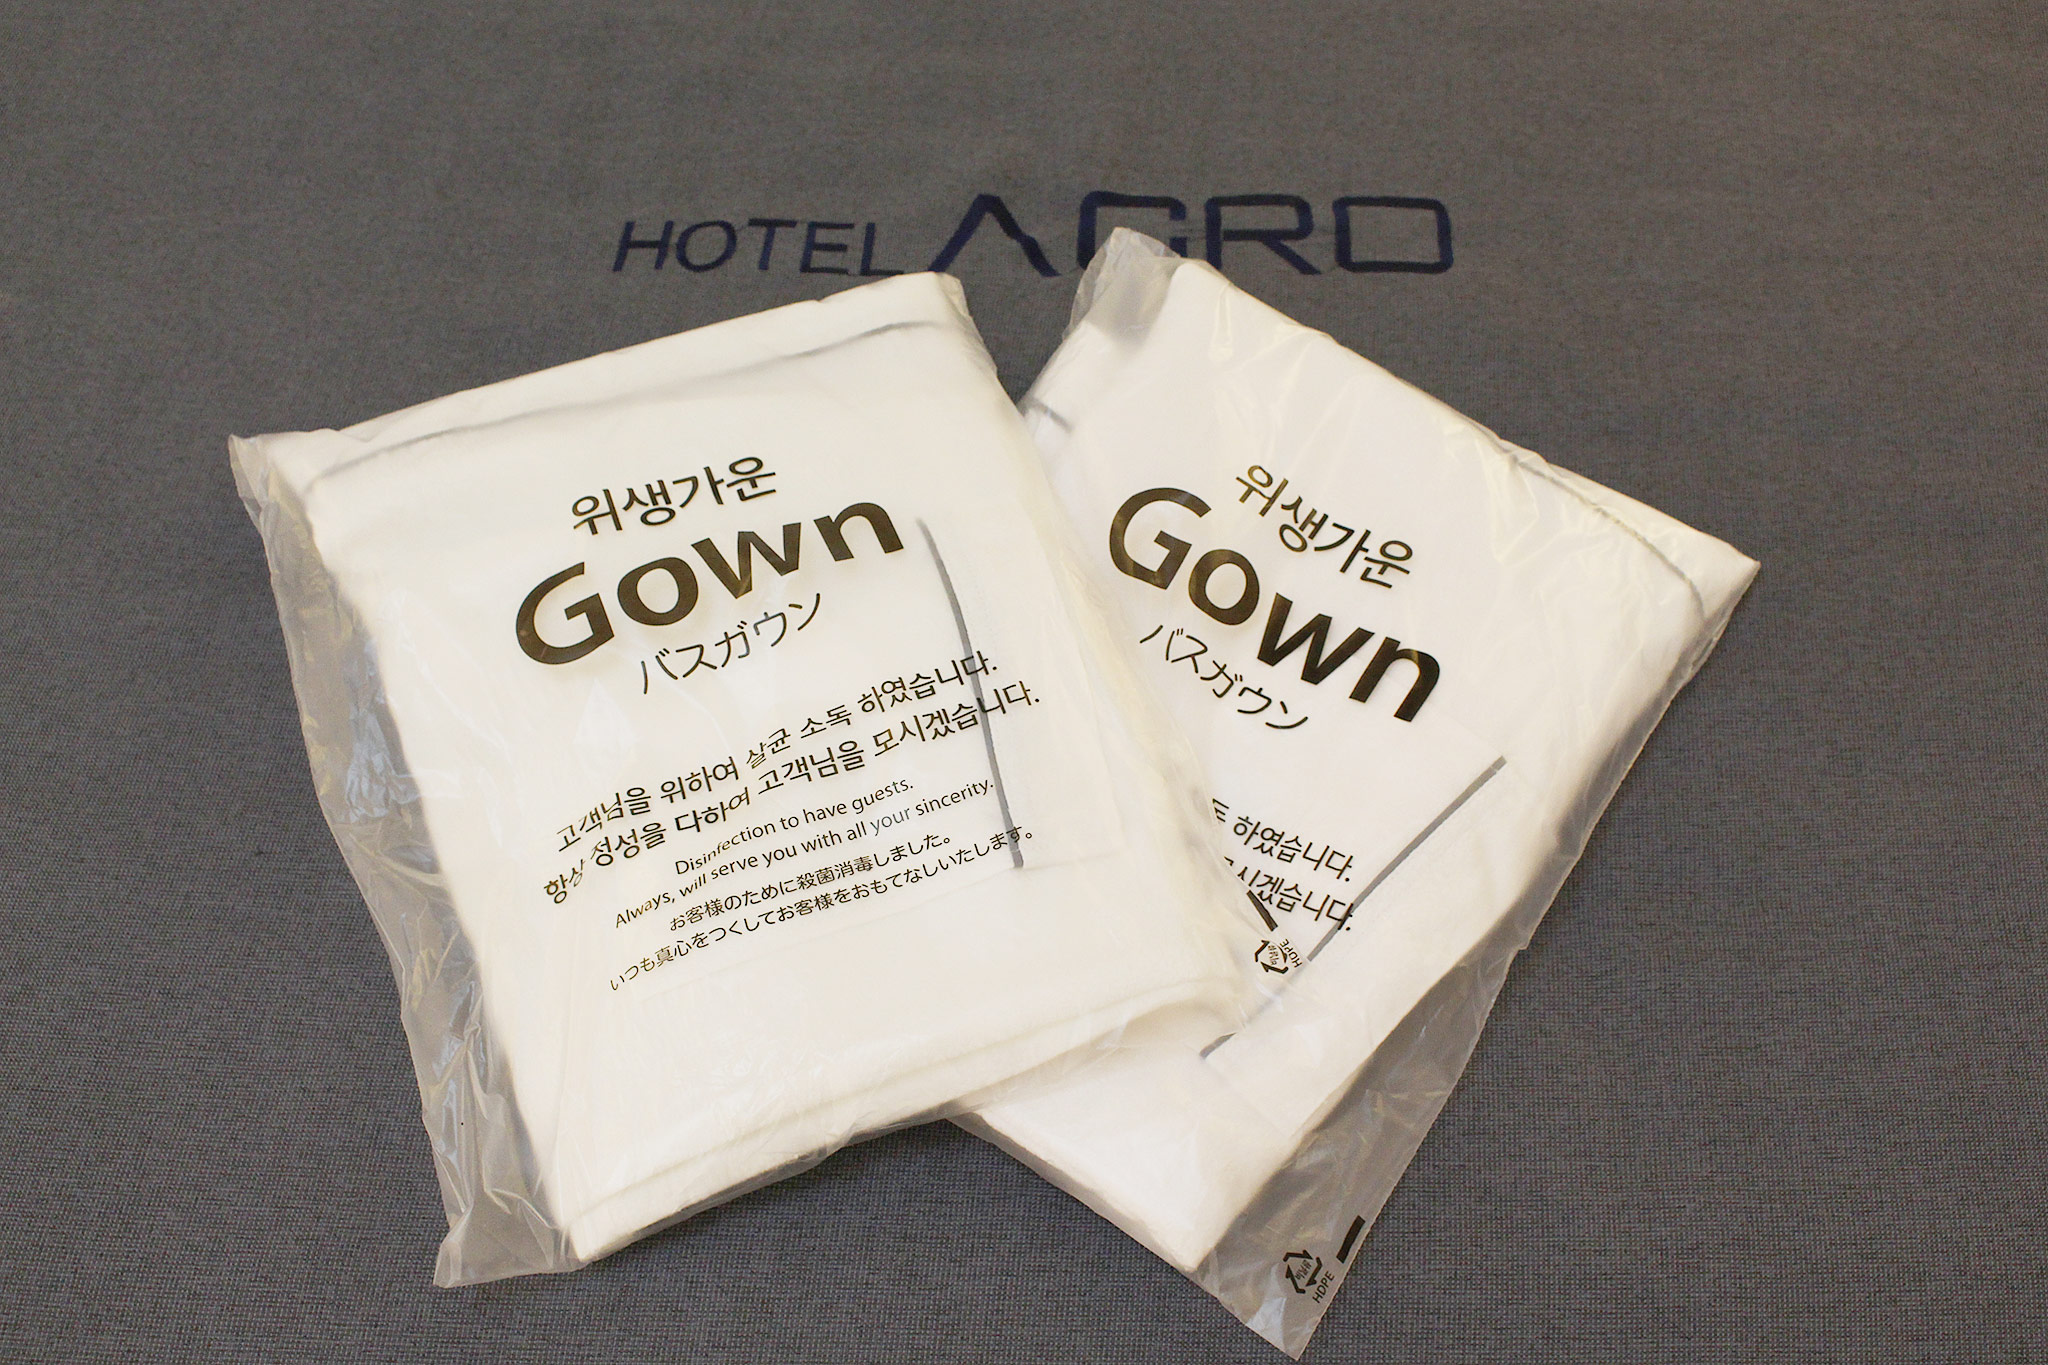 HOTEL AGRO
위생가운
Gown
バスガウン
고객님을 위하여 살균 소독 하였습니다.
항상 정성을 다하여 고객님을 모시겠습니다.
Disinfection to have guests.
Always, will serve you with all your sincerity.
お客様のために殺菌消毒しました。
いつも真心をつくしてお客様をおもてなしいたします。
위생가운
Gown
バスガウン
하였습니다.
모시겠습니다.
HDPE
비닐류
HDPE